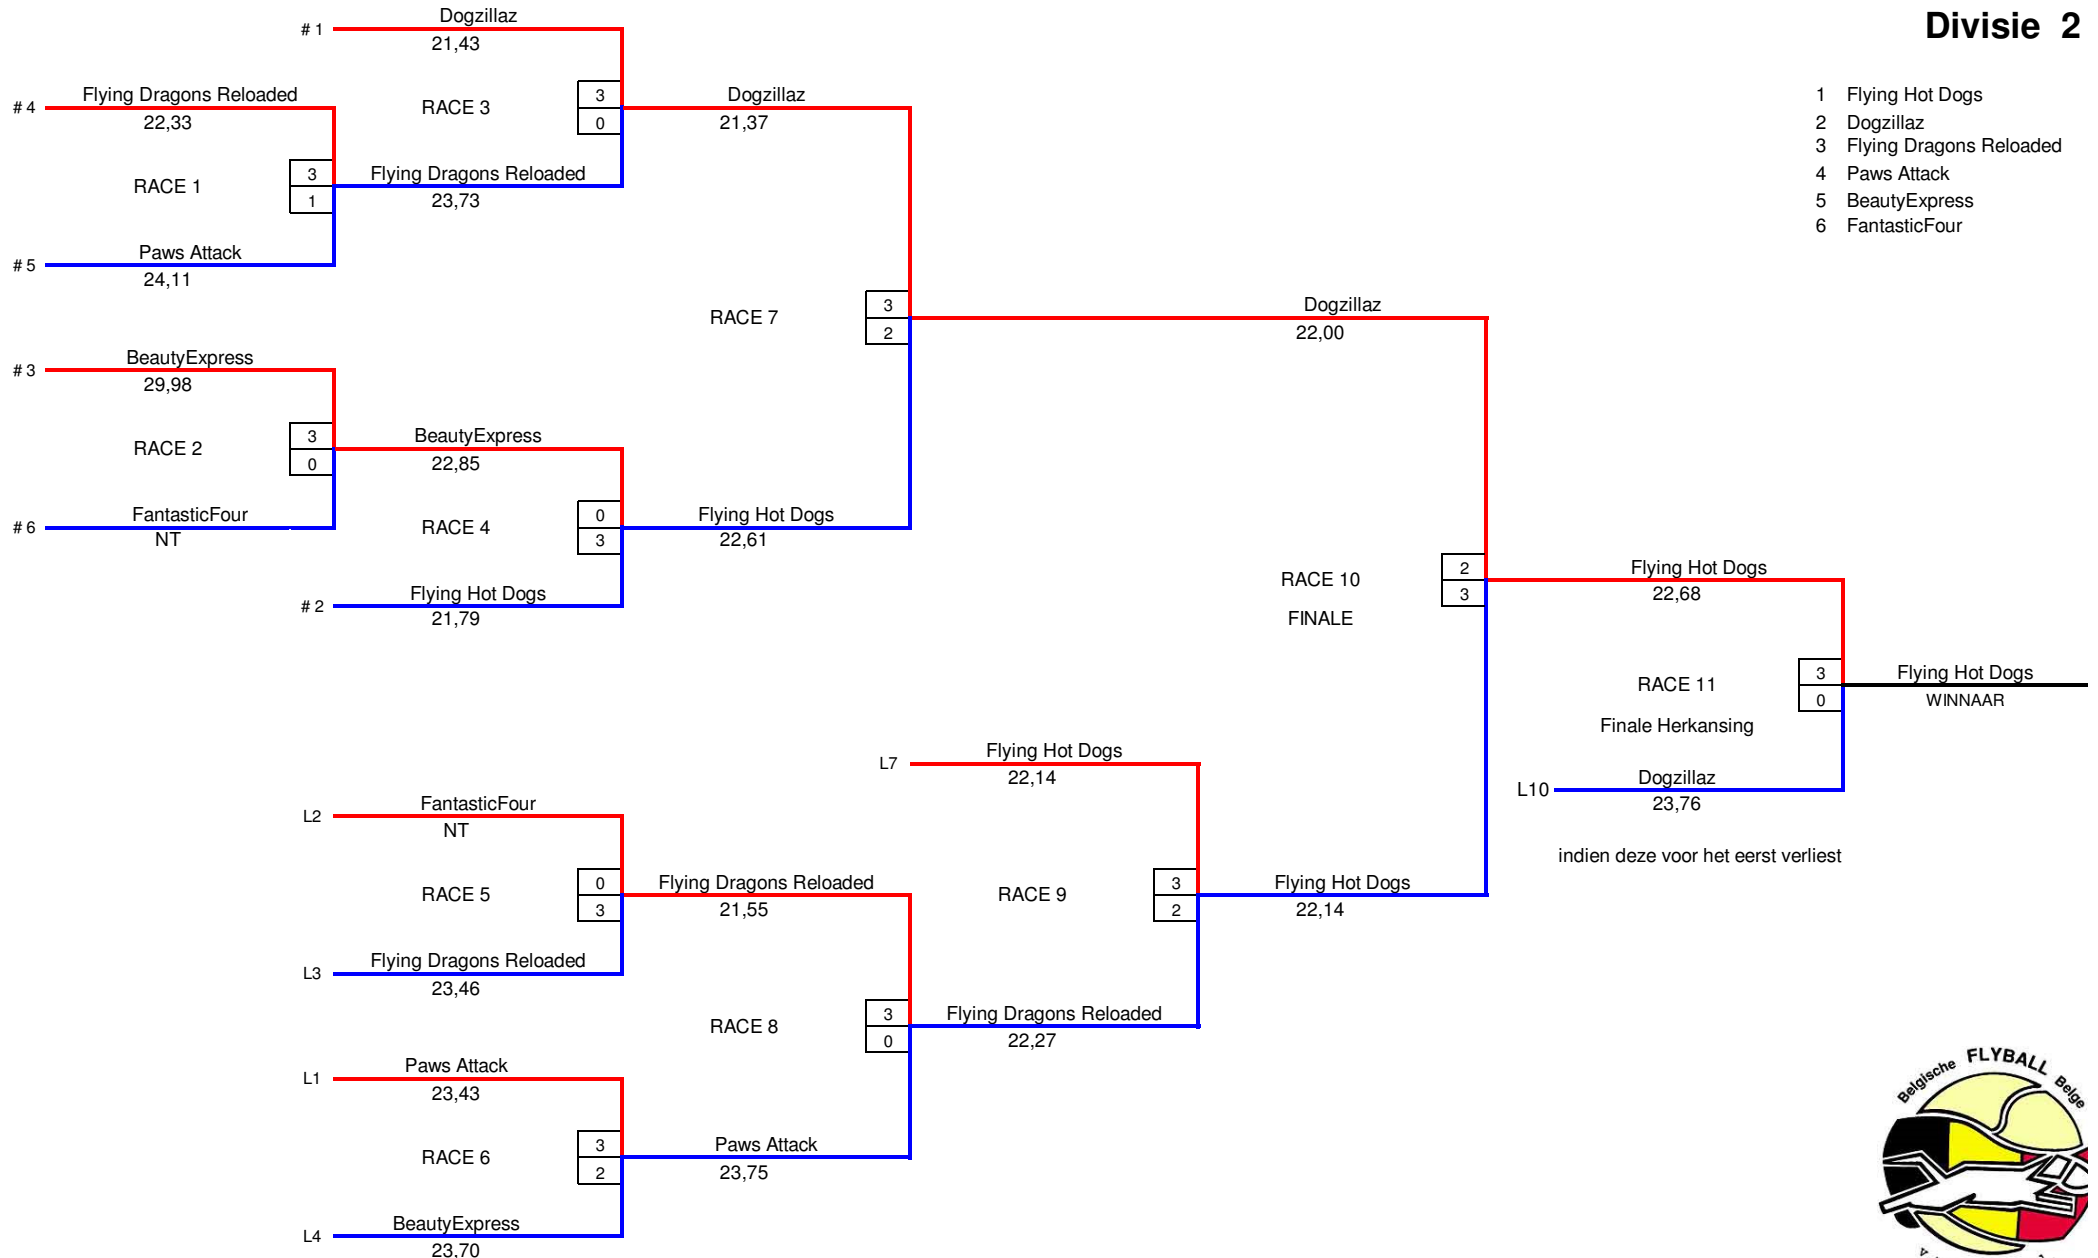 Divisie 2
1 Flying Hot Dogs
2 Dogzillaz
3 Flying Dragons Reloaded
4 Paws Attack
5 BeautyExpress
6 FantasticFour
# 1 Dogzillaz
21,43
# 4 Flying Dragons Reloaded
22,33
RACE 3
3
0
Dogzillaz
21,37
RACE 1
3
1
Flying Dragons Reloaded
23,73
# 5 Paws Attack
24,11
RACE 7
3
2
Dogzillaz
22,00
# 3 BeautyExpress
29,98
RACE 2
3
0
BeautyExpress
22,85
# 6 FantasticFour
NT
RACE 4
0
3
Flying Hot Dogs
22,61
# 2 Flying Hot Dogs
21,79
RACE 10
FINALE
2
3
Flying Hot Dogs
22,68
RACE 11
Finale Herkansing
3
0
Flying Hot Dogs
WINNAAR
L10 Dogzillaz
23,76
indien deze voor het eerst verliest
L7 Flying Hot Dogs
22,14
L2 FantasticFour
NT
RACE 5
0
3
Flying Dragons Reloaded
21,55
RACE 9
3
2
Flying Hot Dogs
22,14
L3 Flying Dragons Reloaded
23,46
RACE 8
3
0
Flying Dragons Reloaded
22,27
L1 Paws Attack
23,43
RACE 6
3
2
Paws Attack
23,75
L4 BeautyExpress
23,70
Belgische FLYBALL Belge